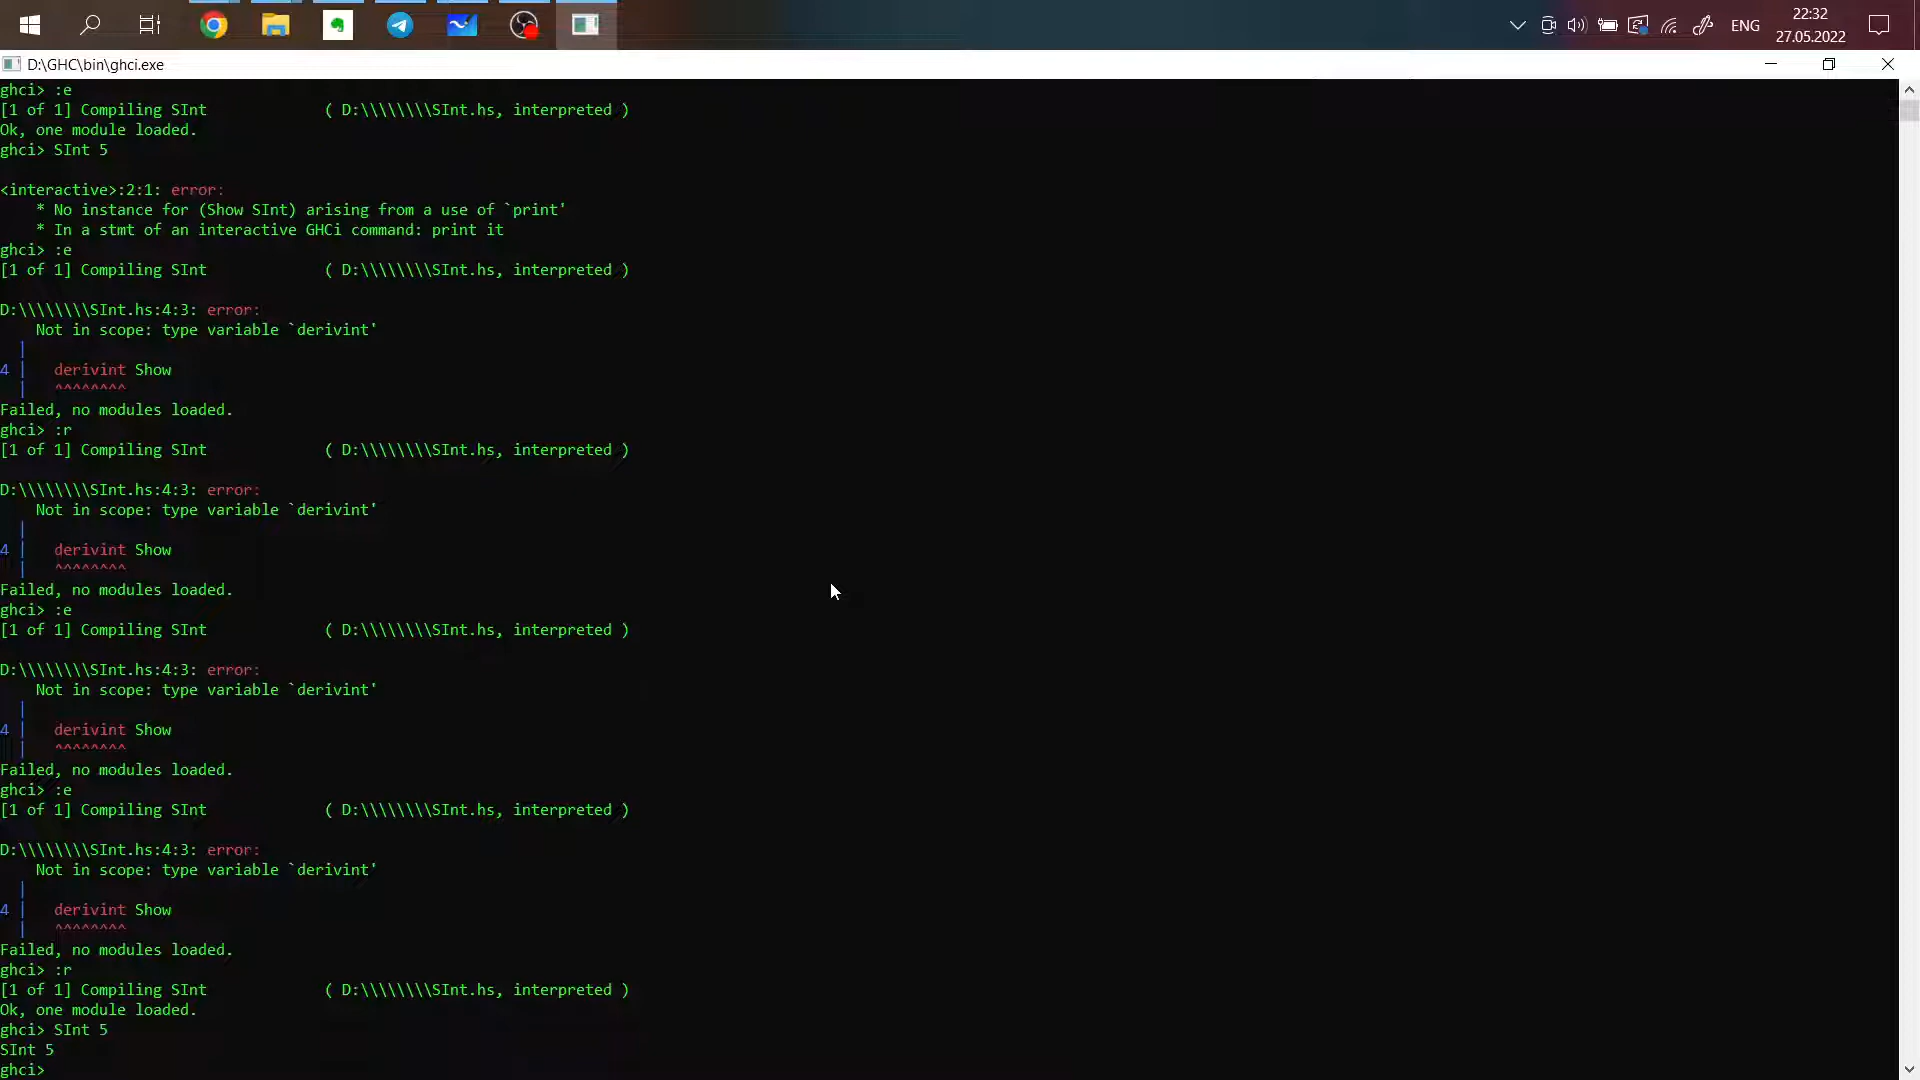 ENG
22:32
27.05.2022
D:\GHC\bin\ghci.exe
ghci> :e
[1 of 1] Compiling SInt             ( D:\\\\\\\\SInt.hs, interpreted )
Ok, one module loaded.
ghci> SInt 5
<interactive>:2:1: error:
    * No instance for (Show SInt) arising from a use of `print'
    * In a stmt of an interactive GHCi command: print it
ghci> :e
[1 of 1] Compiling SInt             ( D:\\\\\\\\SInt.hs, interpreted )
D:\\\\\\\\SInt.hs:4:3: error:
    Not in scope: type variable `derivint'
  |
4 |   derivint Show
  |   ^^^^^^^^
Failed, no modules loaded.
ghci> :r
[1 of 1] Compiling SInt             ( D:\\\\\\\\SInt.hs, interpreted )
D:\\\\\\\\SInt.hs:4:3: error:
    Not in scope: type variable `derivint'
  |
4 |   derivint Show
  |   ^^^^^^^^
Failed, no modules loaded.
ghci> :e
[1 of 1] Compiling SInt             ( D:\\\\\\\\SInt.hs, interpreted )
D:\\\\\\\\SInt.hs:4:3: error:
    Not in scope: type variable `derivint'
  |
4 |   derivint Show
  |   ^^^^^^^^
Failed, no modules loaded.
ghci> :e
[1 of 1] Compiling SInt             ( D:\\\\\\\\SInt.hs, interpreted )
D:\\\\\\\\SInt.hs:4:3: error:
    Not in scope: type variable `derivint'
  |
4 |   derivint Show
  |   ^^^^^^^^
Failed, no modules loaded.
ghci> :r
[1 of 1] Compiling SInt             ( D:\\\\\\\\SInt.hs, interpreted )
Ok, one module loaded.
ghci> SInt 5
SInt 5
ghci>